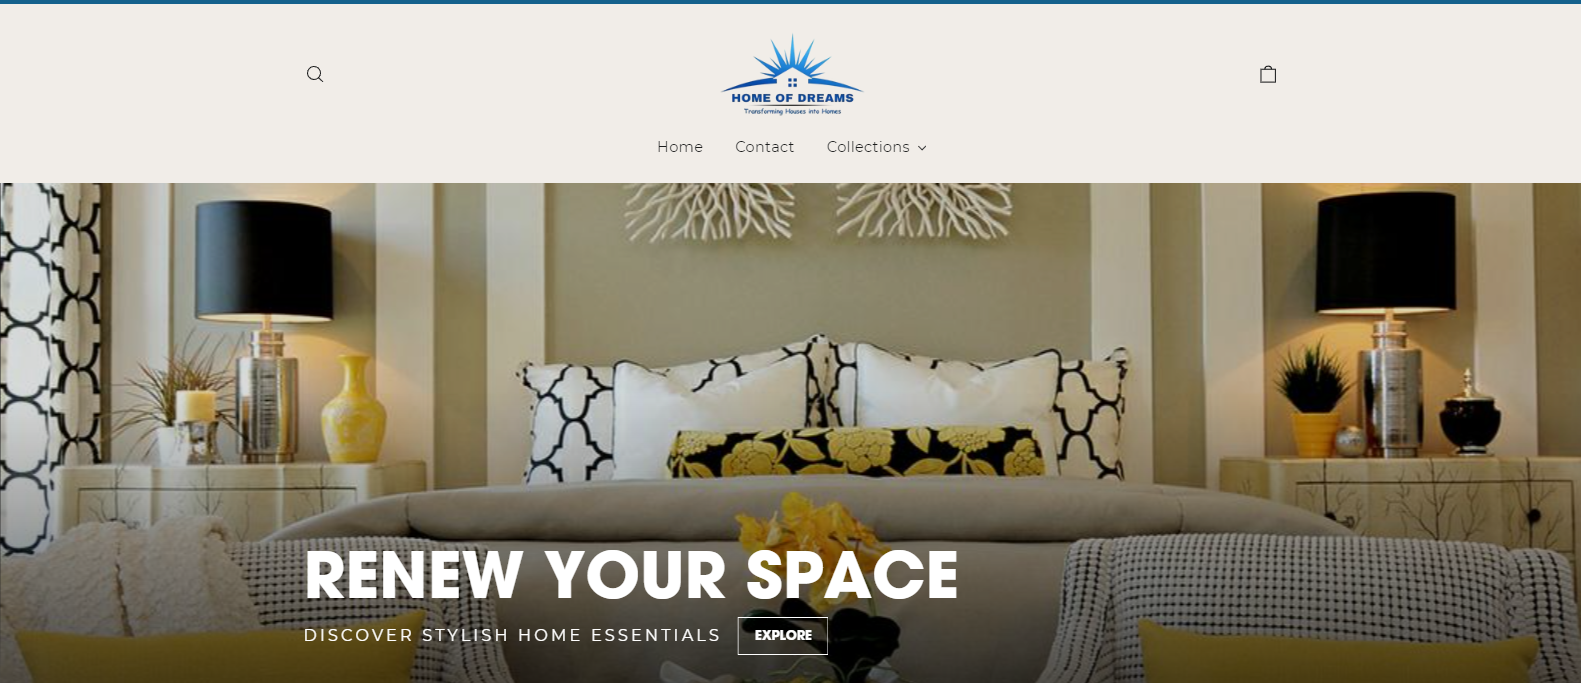 HOME OF DREAMS
Transforming Houses into Homes
Home Contact Collections
RENEW YOUR SPACE
DISCOVER STYLISH HOME ESSENTIALS EXPLORE